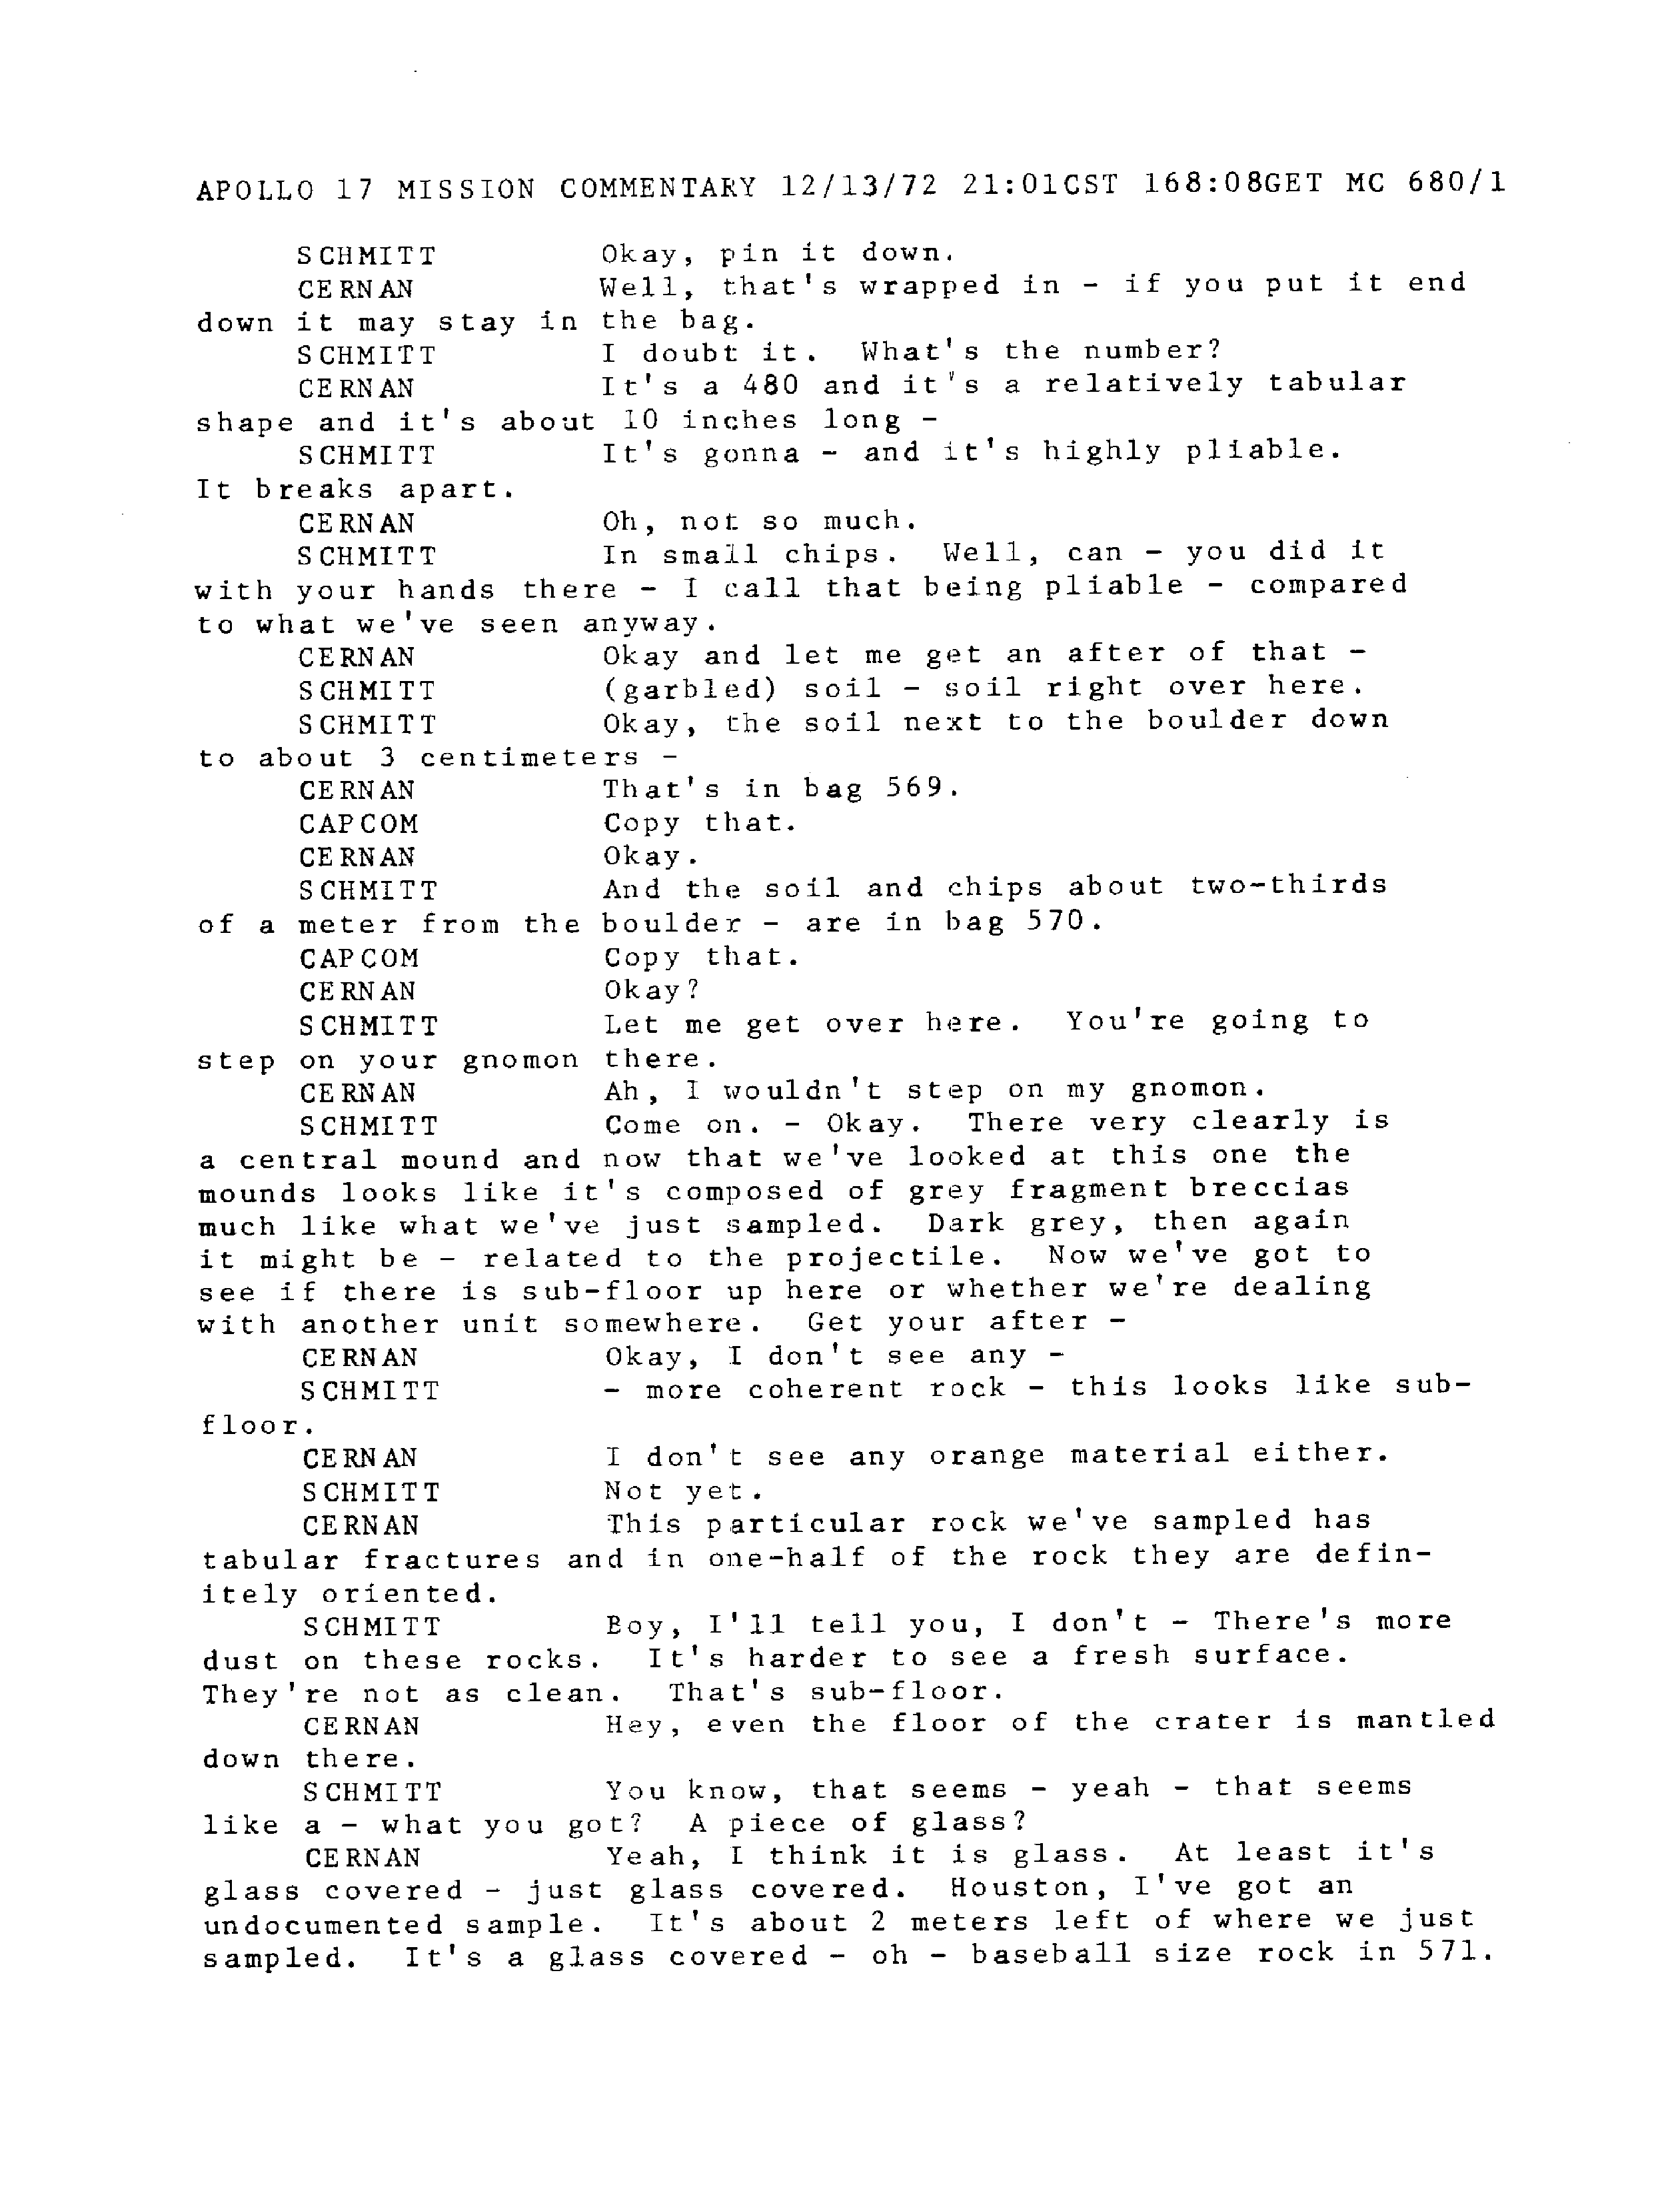 APOLLO 17 MISSION COMMENTARY 12/13/72 21:01CST 168:08GET MC 680/1
SCHMITT Okay, pin it down.
CERNAN Well, that's wrapped in - if you put it end
down it may stay in the bag.
SCHMITT I doubt it. What's the number?
CERNAN It's a 480 and it's a relatively tabular
shape and it's about 10 inches long -
SCHMITT It's gonna - and it's highly pliable.
It breaks apart.
CERNAN Oh, not so much.
SCHMITT In small chips. Well, can - you did it
with your hands there - I call that being pliable - compared
to what we've seen anyway.
CERNAN Okay and let me get an after of that -
SCHMITT (garbled) soil - soil right over here.
SCHMITT Okay, the soil next to the boulder down
to about 3 centimeters -
CERNAN That's in bag 569.
CAPCOM Copy that.
CERNAN Okay.
SCHMITT And the soil and chips about two-thirds
of a meter from the boulder - are in bag 570.
CAPCOM Copy that.
CERNAN Okay?
SCHMITT Let me get over here. You're going to
step on your gnomon there.
CERNAN Ah, I wouldn't step on my gnomon.
SCHMITT Come on. - Okay. There very clearly is
a central mound and now that we've looked at this one the
mounds looks like it's composed of grey fragment breccias
much like what we've just sampled. Dark grey, then again
it might be - related to the projectile. Now we've got to
see if there is sub-floor up here or whether we're dealing
with another unit somewhere. Get your after -
CERNAN Okay, I don't see any -
SCHMITT - more coherent rock - this looks like sub-
floor.
CERNAN I don't see any orange material either.
SCHMITT Not yet.
CERNAN This particular rock we've sampled has
tabular fractures and in one-half of the rock they are defin-
itely oriented.
SCHMITT Boy, I'll tell you, I don't - There's more
dust on these rocks. It's harder to see a fresh surface.
They're not as clean. That's sub-floor.
CERNAN Hey, even the floor of the crater is mantled
down there.
SCHMITT You know, that seems - yeah - that seems
like a - what you got? A piece of glass?
CERNAN Yeah, I think it is glass. At least it's
glass covered - just glass covered. Houston, I've got an
undocumented sample. It's about 2 meters left of where we just
sampled. It's a glass covered - oh - baseball size rock in 571.